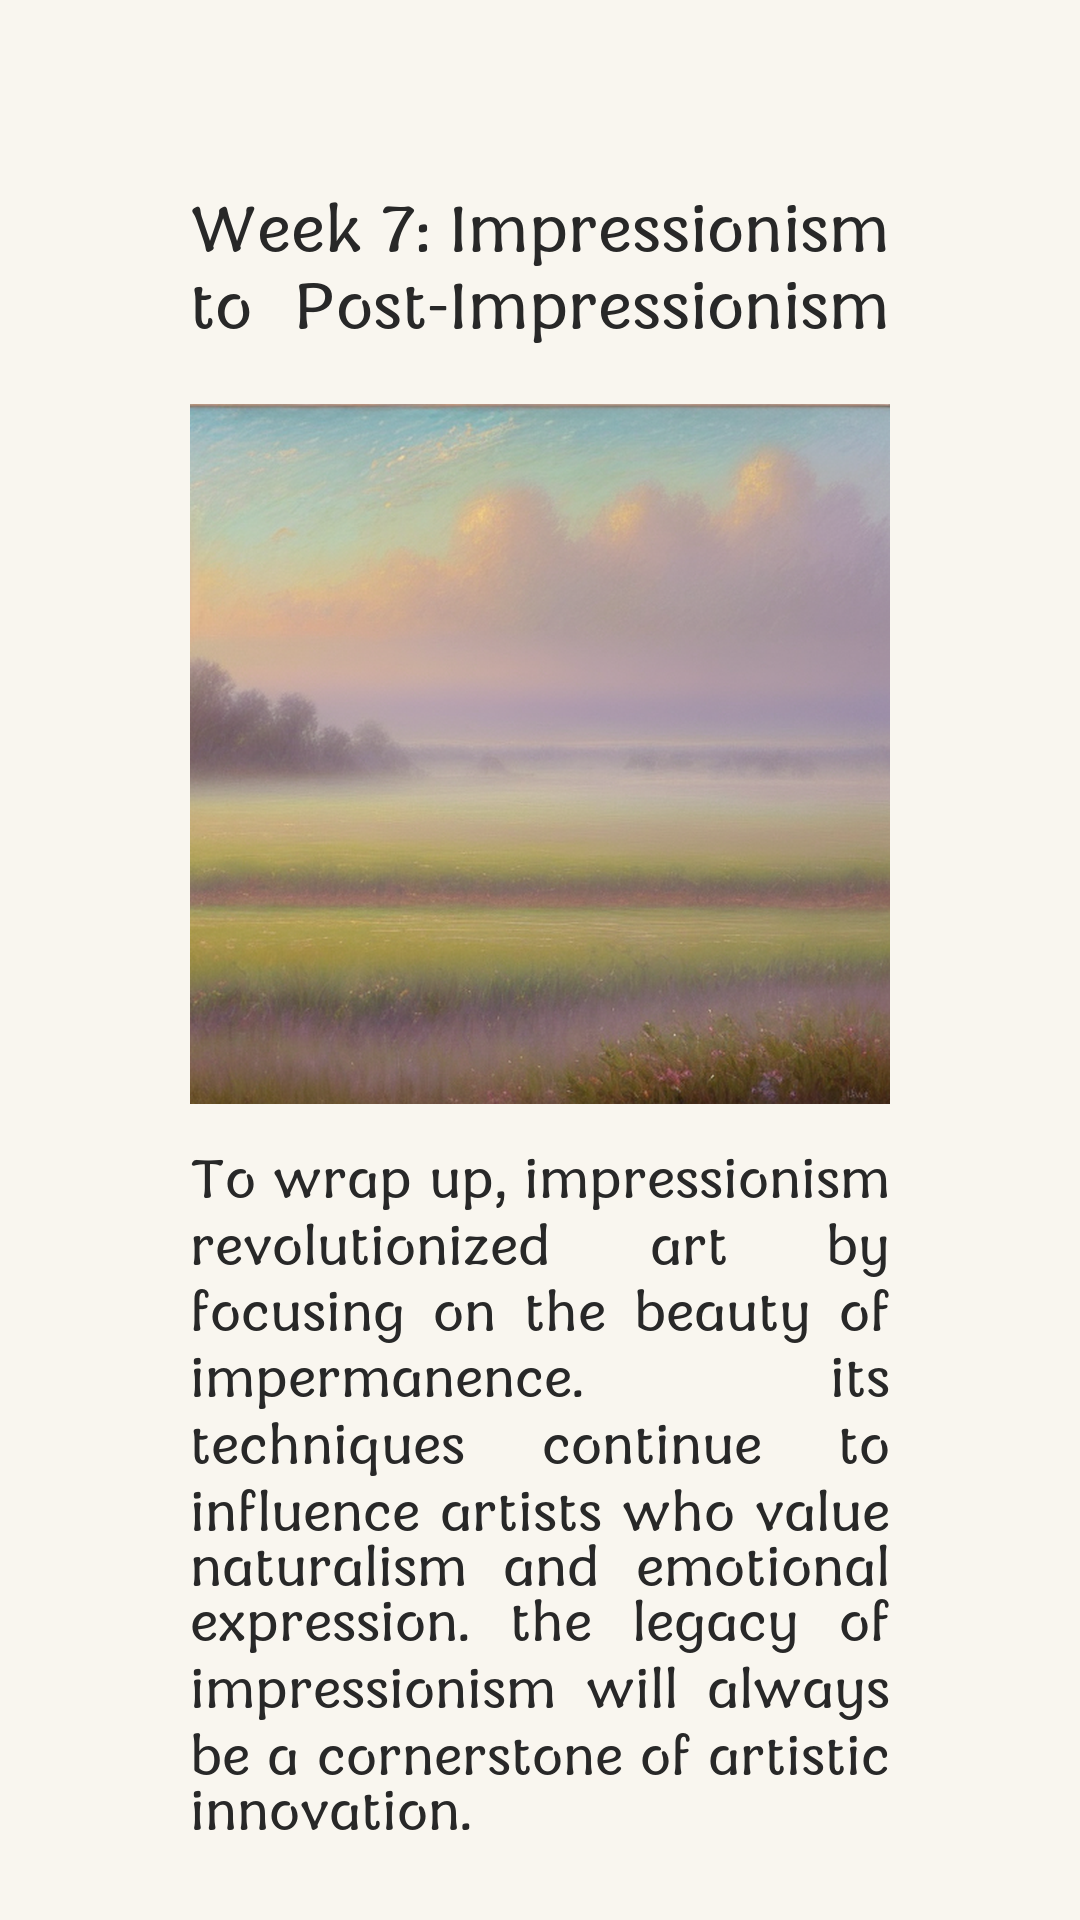 Week 7: Impressionism
to Post-Impressionism
To wrap up, impressionism
revolutionized art by
focusing on the beauty of
impermanence. its
techniques continue to
influence artists who value
naturalism and emotional
expression. the legacy of
impressionism will always
be a cornerstone of artistic
innovation.